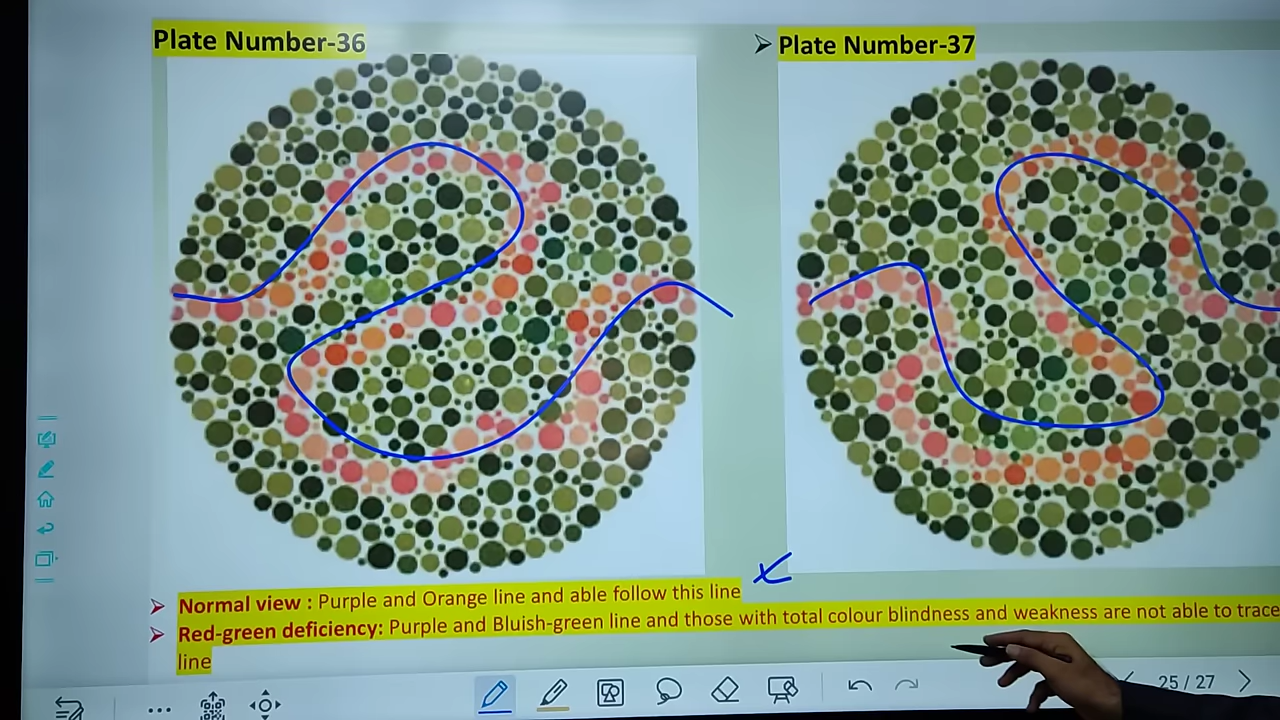 Plate Number-36
➢ Plate Number-37
➢ Normal view : Purple and Orange line and able follow this line
➢ Red-green deficiency: Purple and Bluish-green line and those with total colour blindness and weakness are not able to trace
line
25 / 27